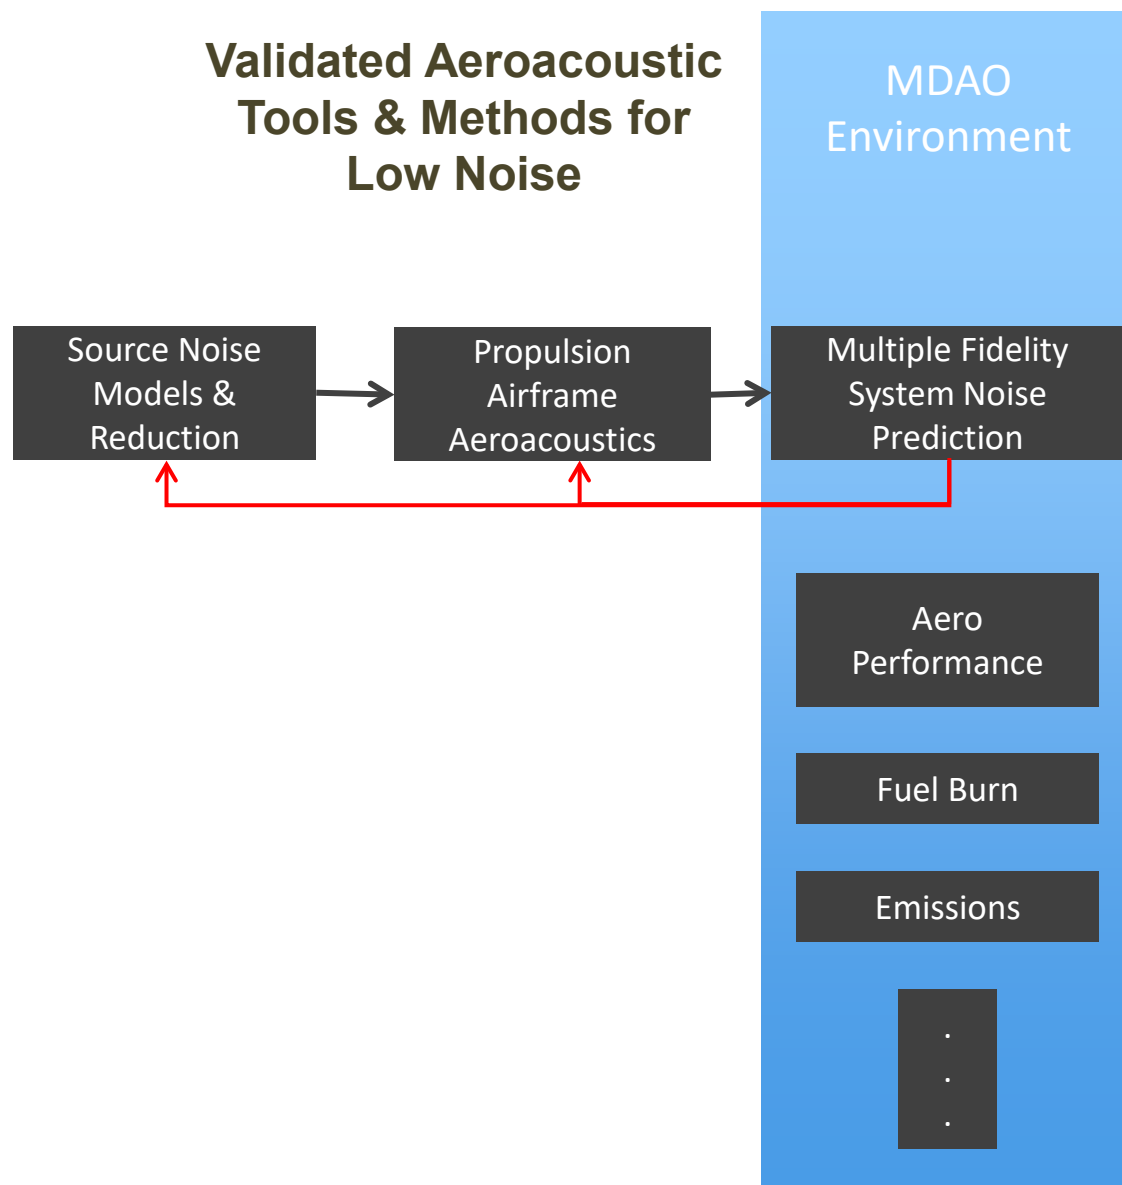 Validated Aeroacoustic
Tools & Methods for
Low Noise
MDAO
Environment
Source Noise
Models &
Reduction
Propulsion
Airframe
Aeroacoustics
Multiple Fidelity
System Noise
Prediction
Aero
Performance
Fuel Burn
Emissions
.
.
.